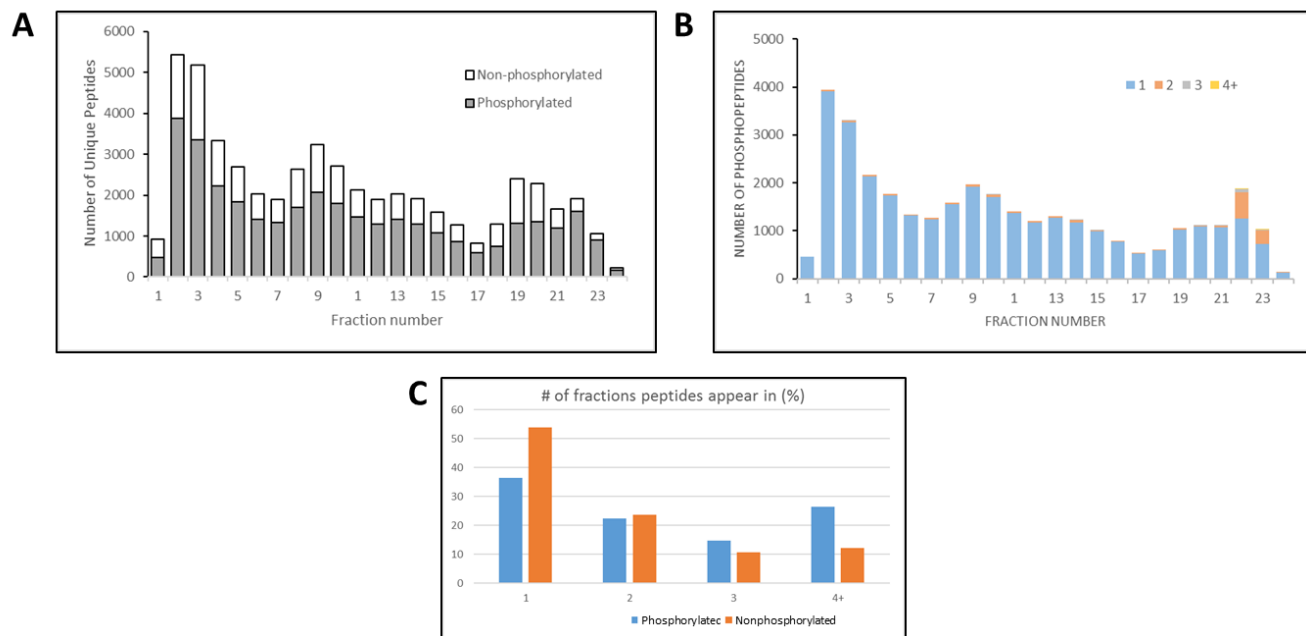 A
6000
5000
4000
3000
2000
1000
0
Number of Unique Peptides
Non-phosphorylated
Phosphorylated
1 3 5 7 9 1 13 15 17 19 21 23
Fraction number
B
5000
4000
3000
2000
1000
0
NUMBER OF PHOSPHOPEPTIDES
1 2 3 4+
1 3 5 7 9 1 13 15 17 19 21 23
FRACTION NUMBER
C
# of fractions peptides appear in (%)
60
50
40
30
20
10
0
1 2 3 4+
Phosphorylatec Nonphosphorylated